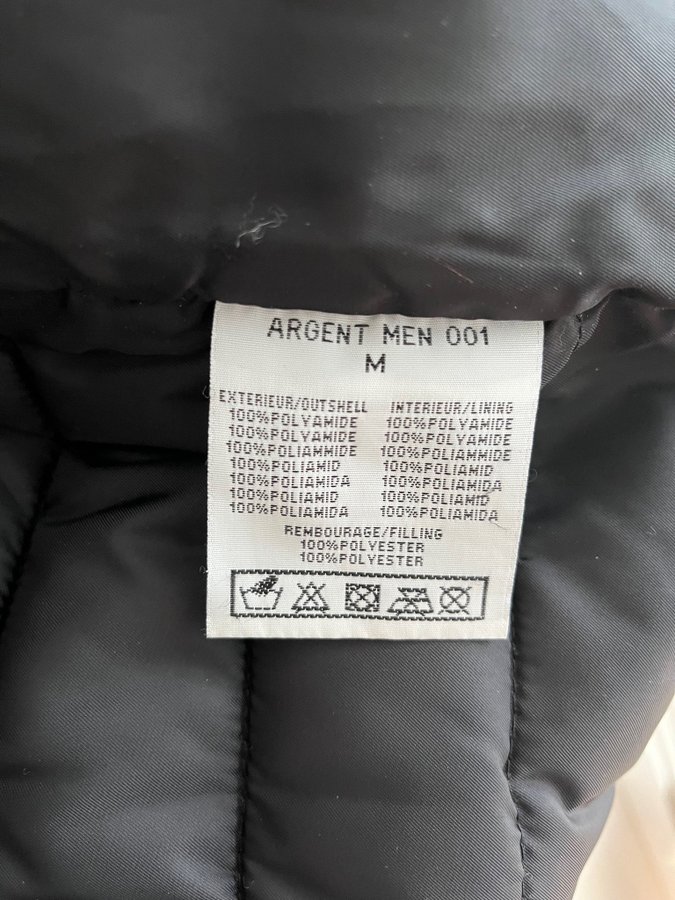 ARGENT MEN 001
M
EXTERIEUR/OUTSHELL INTERIEUR/LINING
100%POLYAMIDE 100%POLYAMIDE
100%POLYAMIDE 100%POLYAMIDE
100%POLIAMMIDE 100%POLIAMMIDE
100%POLIAMID 100%POLIAMID
100%POLIAMIDA 100%POLIAMIDA
100%POLIAMID 100%POLIAMID
100%POLIAMIDA 100%POLIAMIDA
REMBOURAGE/FILLING
100%POLYESTER
100%POLYESTER